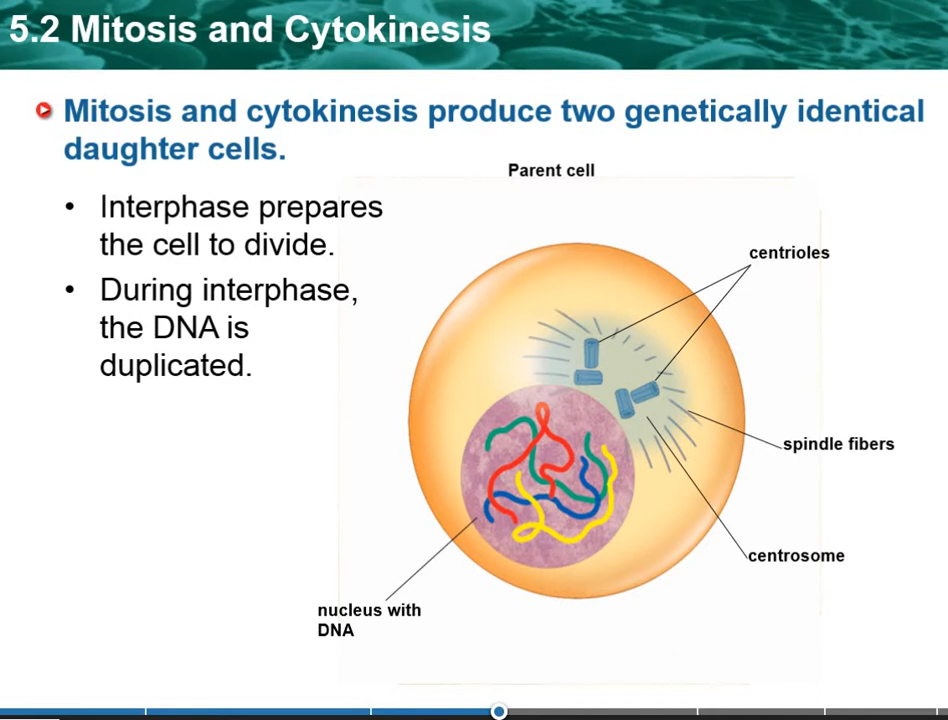 5.2 Mitosis and Cytokinesis
Mitosis and cytokinesis produce two genetically identical
daughter cells.
Parent cell
• Interphase prepares
the cell to divide.
• During interphase,
the DNA is
duplicated.
centrioles
spindle fibers
centrosome
nucleus with
DNA